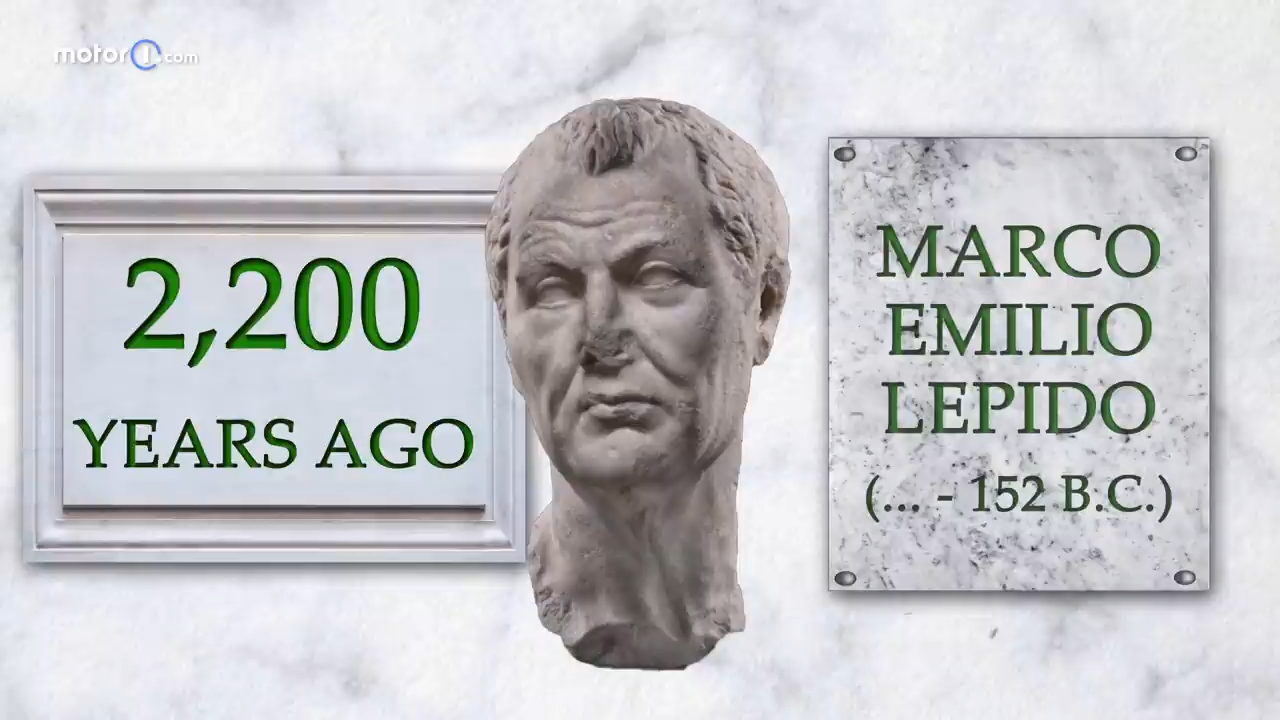 motor1.com
2,200
YEARS AGO
MARCO
EMILIO
LEPIDO
(... - 152 B.C.)